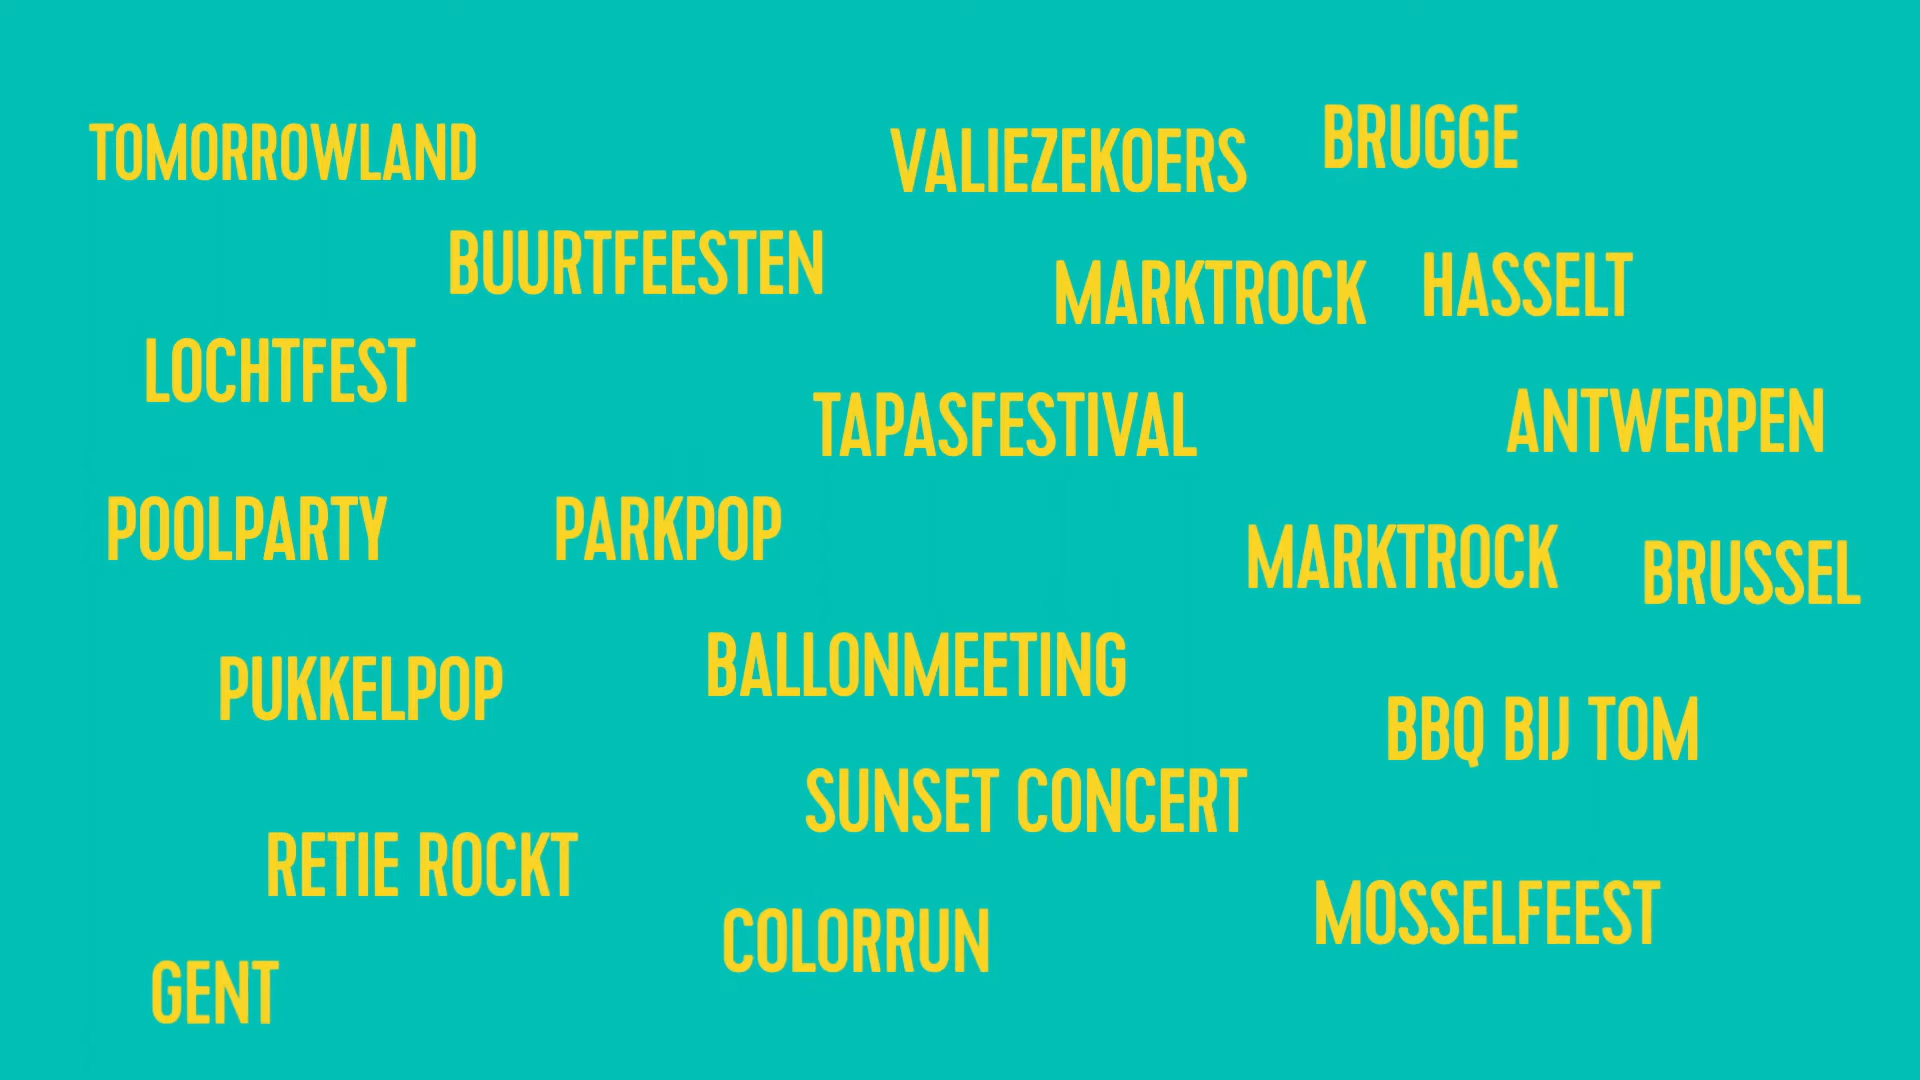 TOMORROWLAND
VALIEZEKOERS
BRUGGE
BUURTFEESTEN
MARKTROCK
HASSELT
LOCHTFEST
TAPASFESTIVAL
ANTWERPEN
POOLPARTY
PARKPOP
MARKTROCK
BRUSSEL
PUKKELPOP
BALLONMEETING
BBQ BIJ TOM
SUNSET CONCERT
RETIE ROCKT
COLORRUN
MOSSELFEEST
GENT